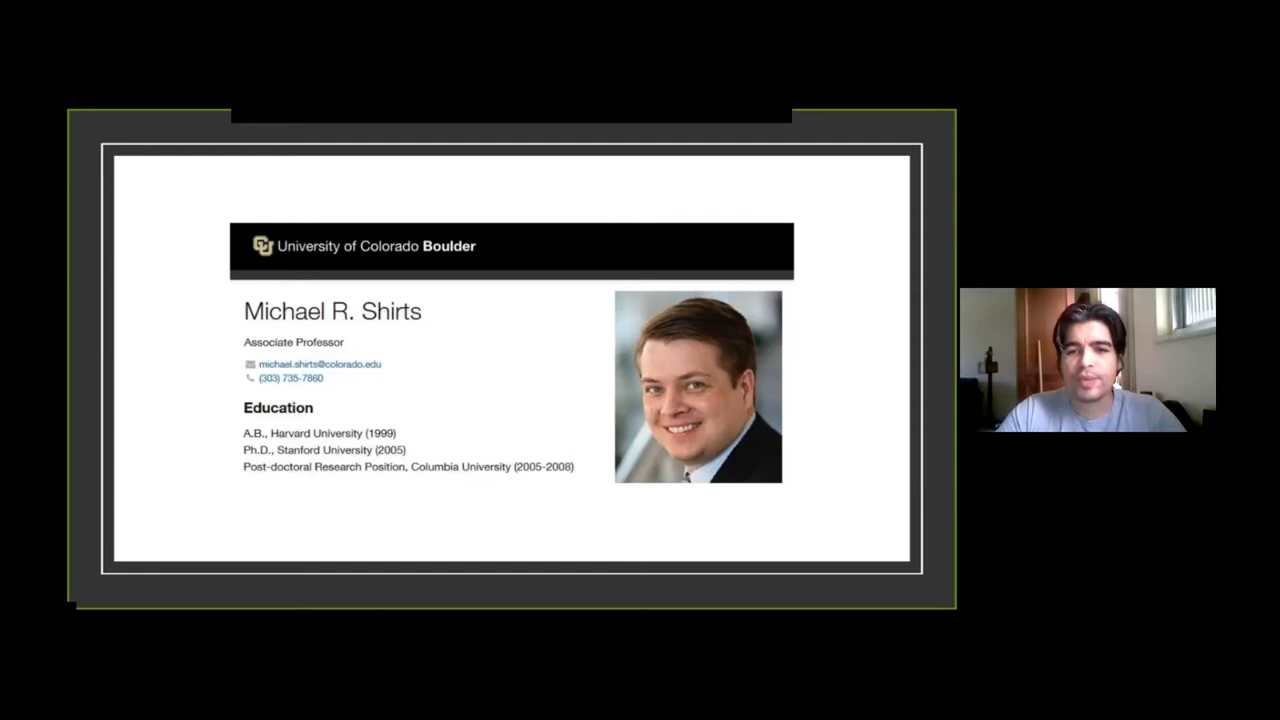 CU University of Colorado Boulder
Michael R. Shirts
Associate Professor
michael.shirts@colorado.edu
(303) 735-7860
Education
A.B., Harvard University (1999)
Ph.D., Stanford University (2005)
Post-doctoral Research Position, Columbia University (2005-2008)